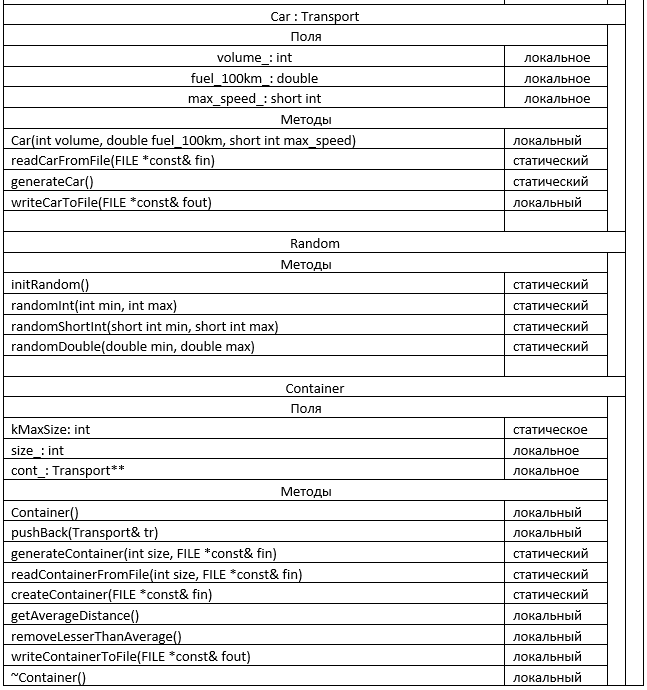 Car : Transport
Поля
volume_: int локальное
fuel_100km_: double локальное
max_speed_: short int локальное
Методы
Car(int volume, double fuel_100km, short int max_speed) локальный
readCarFromFile(FILE *const& fin) статический
generateCar() статический
writeCarToFile(FILE *const& fout) локальный
Random
Методы
initRandom() статический
randomInt(int min, int max) статический
randomShortInt(short int min, short int max) статический
randomDouble(double min, double max) статический
Container
Поля
kMaxSize: int статическое
size_: int локальное
cont_: Transport** локальное
Методы
Container() локальный
pushBack(Transport& tr) локальный
generateContainer(int size, FILE *const& fin) статический
readContainerFromFile(int size, FILE *const& fin) статический
createContainer(FILE *const& fin) статический
getAverageDistance() локальный
removeLesserThanAverage() локальный
writeContainerToFile(FILE *const& fout) локальный
~Container() локальный